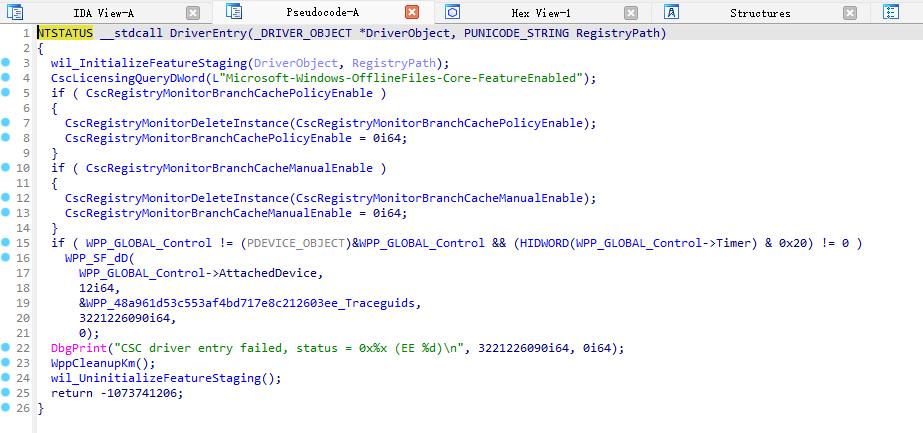 IDA View-A Pseudocode-A Hex View-1 Structures
1 NTSTATUS __stdcall DriverEntry(_DRIVER_OBJECT *DriverObject, PUNICODE_STRING RegistryPath)
2 {
3 wil_InitializeFeatureStaging(DriverObject, RegistryPath);
4 CscLicensingQueryDWord(L"Microsoft-Windows-OfflineFiles-Core-FeatureEnabled");
5 if ( CscRegistryMonitorBranchCachePolicyEnable )
6 {
7 CscRegistryMonitorDeleteInstance(CscRegistryMonitorBranchCachePolicyEnable);
8 CscRegistryMonitorBranchCachePolicyEnable = 0i64;
9 }
10 if ( CscRegistryMonitorBranchCacheManualEnable )
11 {
12 CscRegistryMonitorDeleteInstance(CscRegistryMonitorBranchCacheManualEnable);
13 CscRegistryMonitorBranchCacheManualEnable = 0i64;
14 }
15 if ( WPP_GLOBAL_Control != (PDEVICE_OBJECT)&WPP_GLOBAL_Control && (HIDWORD(WPP_GLOBAL_Control->Timer) & 0x20) != 0 )
16 WPP_SF_dD(
17 WPP_GLOBAL_Control->AttachedDevice,
18 12i64,
19 &WPP_48a961d53c553af4bd717e8c212603ee_Traceguids,
20 3221226090i64,
21 0);
22 DbgPrint("CSC driver entry failed, status = 0x%x (EE %d)\n", 3221226090i64, 0i64);
23 WppCleanupKm();
24 wil_UninitializeFeatureStaging();
25 return -1073741206;
26 }